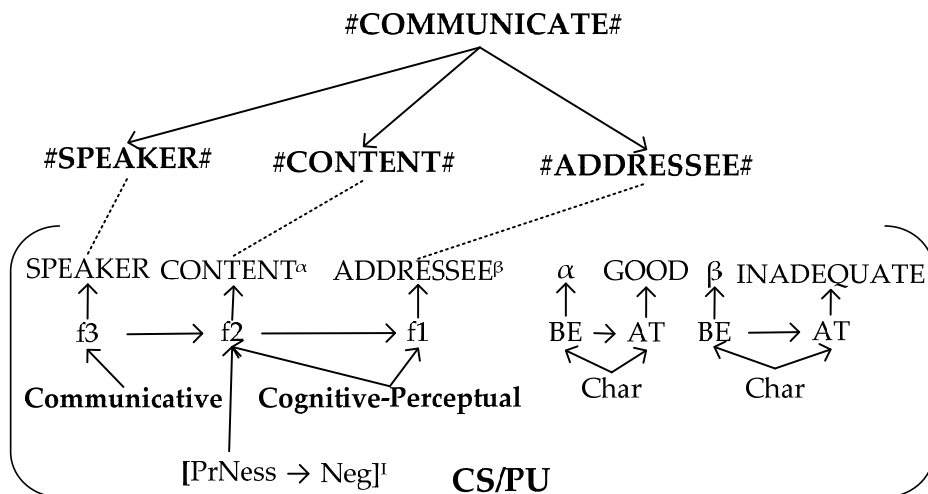 #COMMUNICATE#
#SPEAKER# #CONTENT# #ADDRESSEE#
SPEAKER CONTENTᵅ ADDRESSEEᵝ α GOOD β INADEQUATE
f3 f2 f1 BE AT BE AT
Communicative Cognitive-Perceptual Char Char
[PrNess → Neg]ᴵ CS/PU